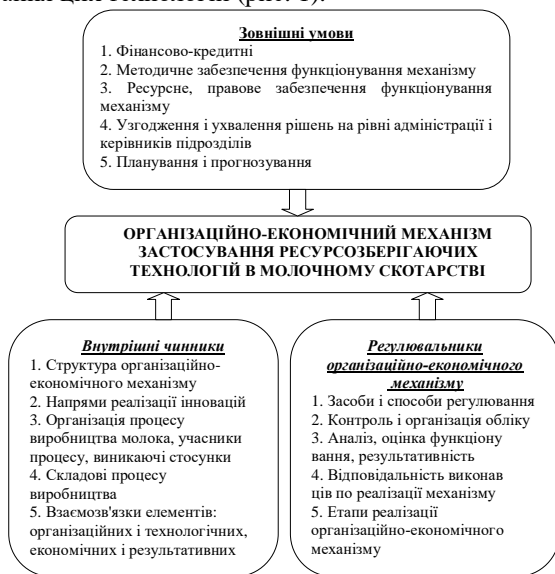 вання цих технологій (рис. 1).
Зовнішні умови
1. Фінансово-кредитні
2. Методичне забезпечення функціонування механізму
3. Ресурсне, правове забезпечення функціонування
механізму
4. Узгодження і ухвалення рішень на рівні адміністрації і
керівників підрозділів
5. Планування і прогнозування
ОРГАНІЗАЦІЙНО-ЕКОНОМІЧНИЙ МЕХАНІЗМ
ЗАСТОСУВАННЯ РЕСУРСОЗБЕРІГАЮЧИХ
ТЕХНОЛОГІЙ В МОЛОЧНОМУ СКОТАРСТВІ
Внутрішні чинники
1. Структура організаційно-
економічного механізму
2. Напрями реалізації інновацій
3. Організація процесу
виробництва молока, учасники
процесу, виникаючі стосунки
4. Складові процесу
виробництва
5. Взаємозв'язки елементів:
організаційних і технологічних,
економічних і результативних
Регулювальники
організаційно-економічного
механізму
1. Засоби і способи регулювання
2. Контроль і організація обліку
3. Аналіз, оцінка функціону
вання, результативність
4. Відповідальність виконав
ців по реалізації механізму
5. Етапи реалізації
організаційно-економічного
механізму